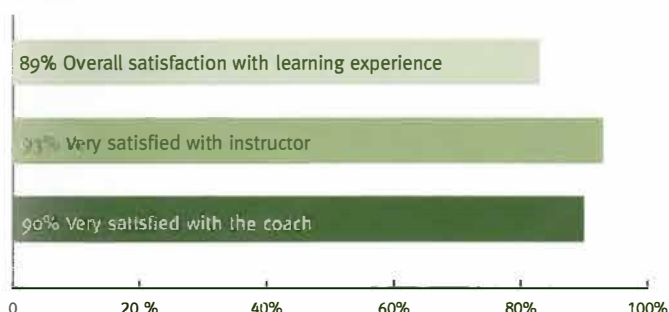 89% Overall satisfaction with learning experience
93% Very satisfied with instructor
90% Very satisfied with the coach
0 20 % 40% 60% 80% 100%